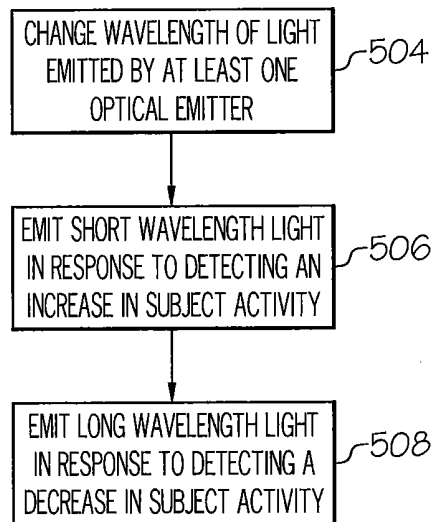 CHANGE WAVELENGTH OF LIGHT
EMITTED BY AT LEAST ONE
OPTICAL EMITTER
504
EMIT SHORT WAVELENGTH LIGHT
IN RESPONSE TO DETECTING AN
INCREASE IN SUBJECT ACTIVITY
506
EMIT LONG WAVELENGTH LIGHT
IN RESPONSE TO DETECTING A
DECREASE IN SUBJECT ACTIVITY
508